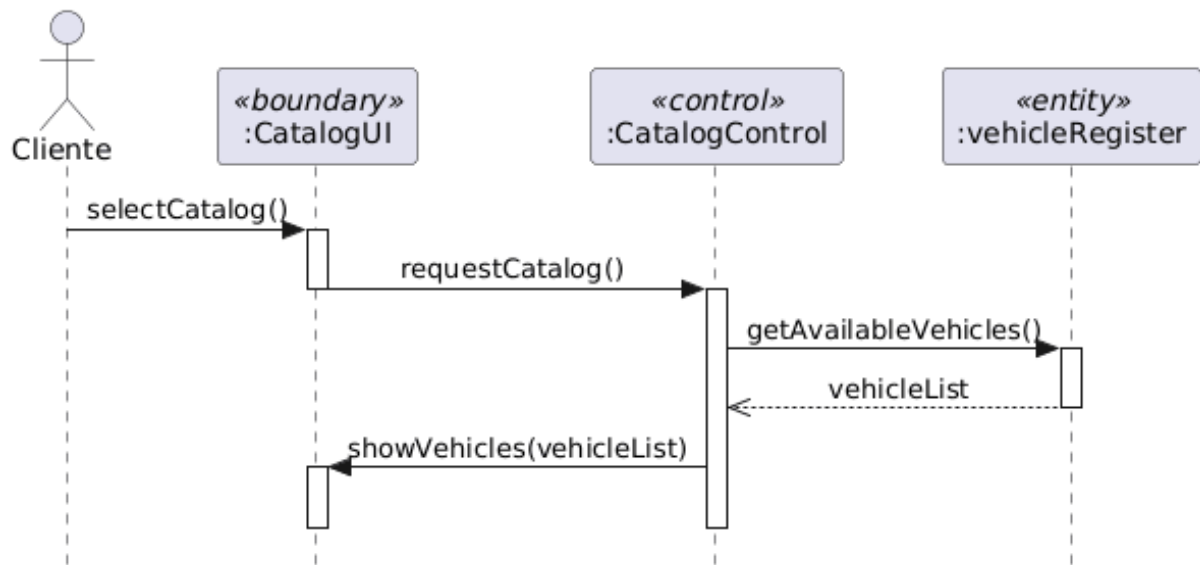 «boundary»
:CatalogUI
«control»
:CatalogControl
«entity»
:vehicleRegister
Cliente
selectCatalog()
requestCatalog()
getAvailableVehicles()
vehicleList
showVehicles(vehicleList)